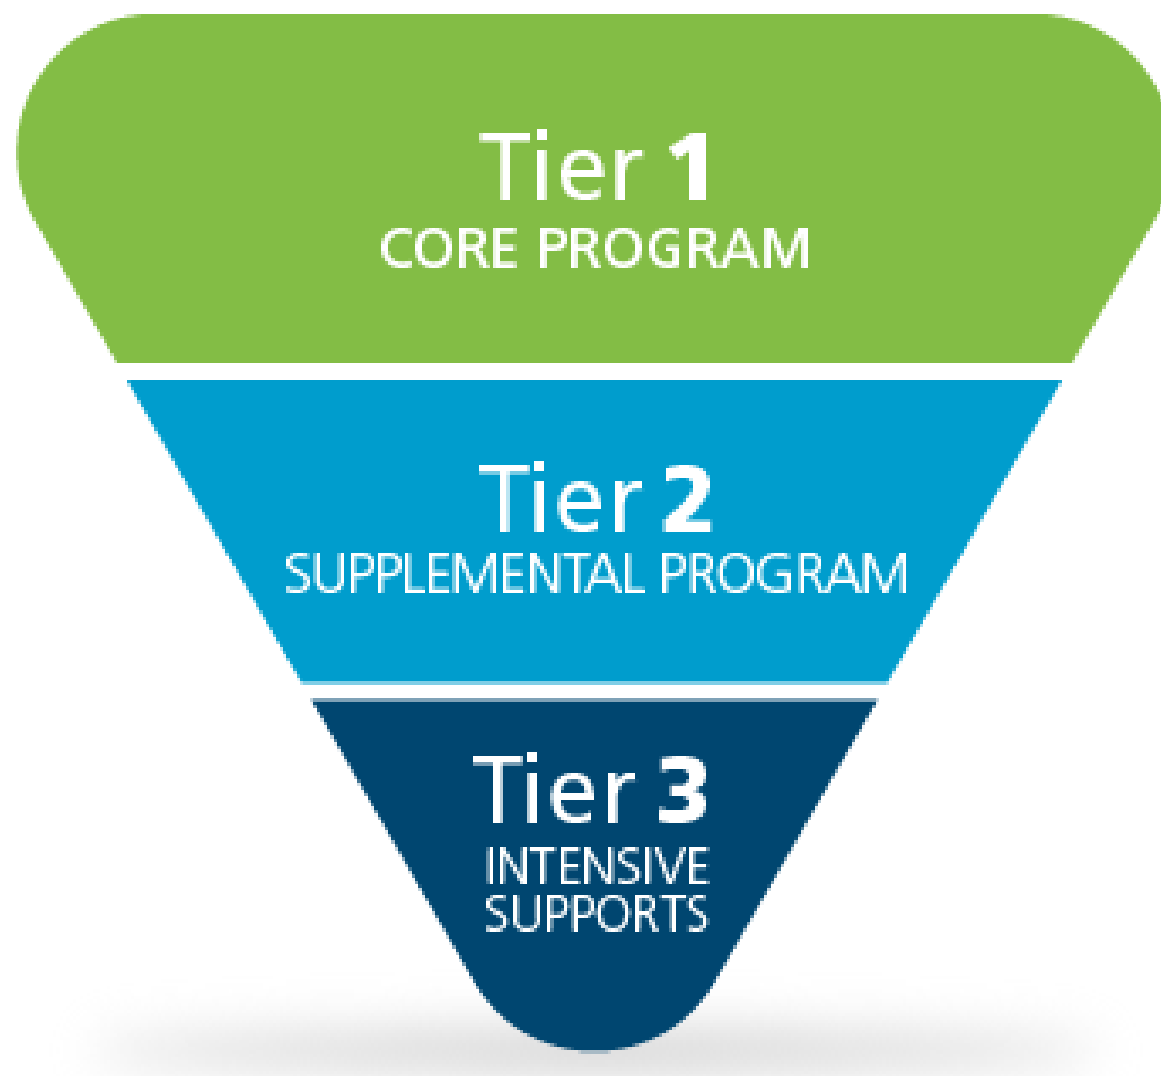 Tier 1
CORE PROGRAM
Tier 2
SUPPLEMENTAL PROGRAM
Tier 3
INTENSIVE
SUPPORTS